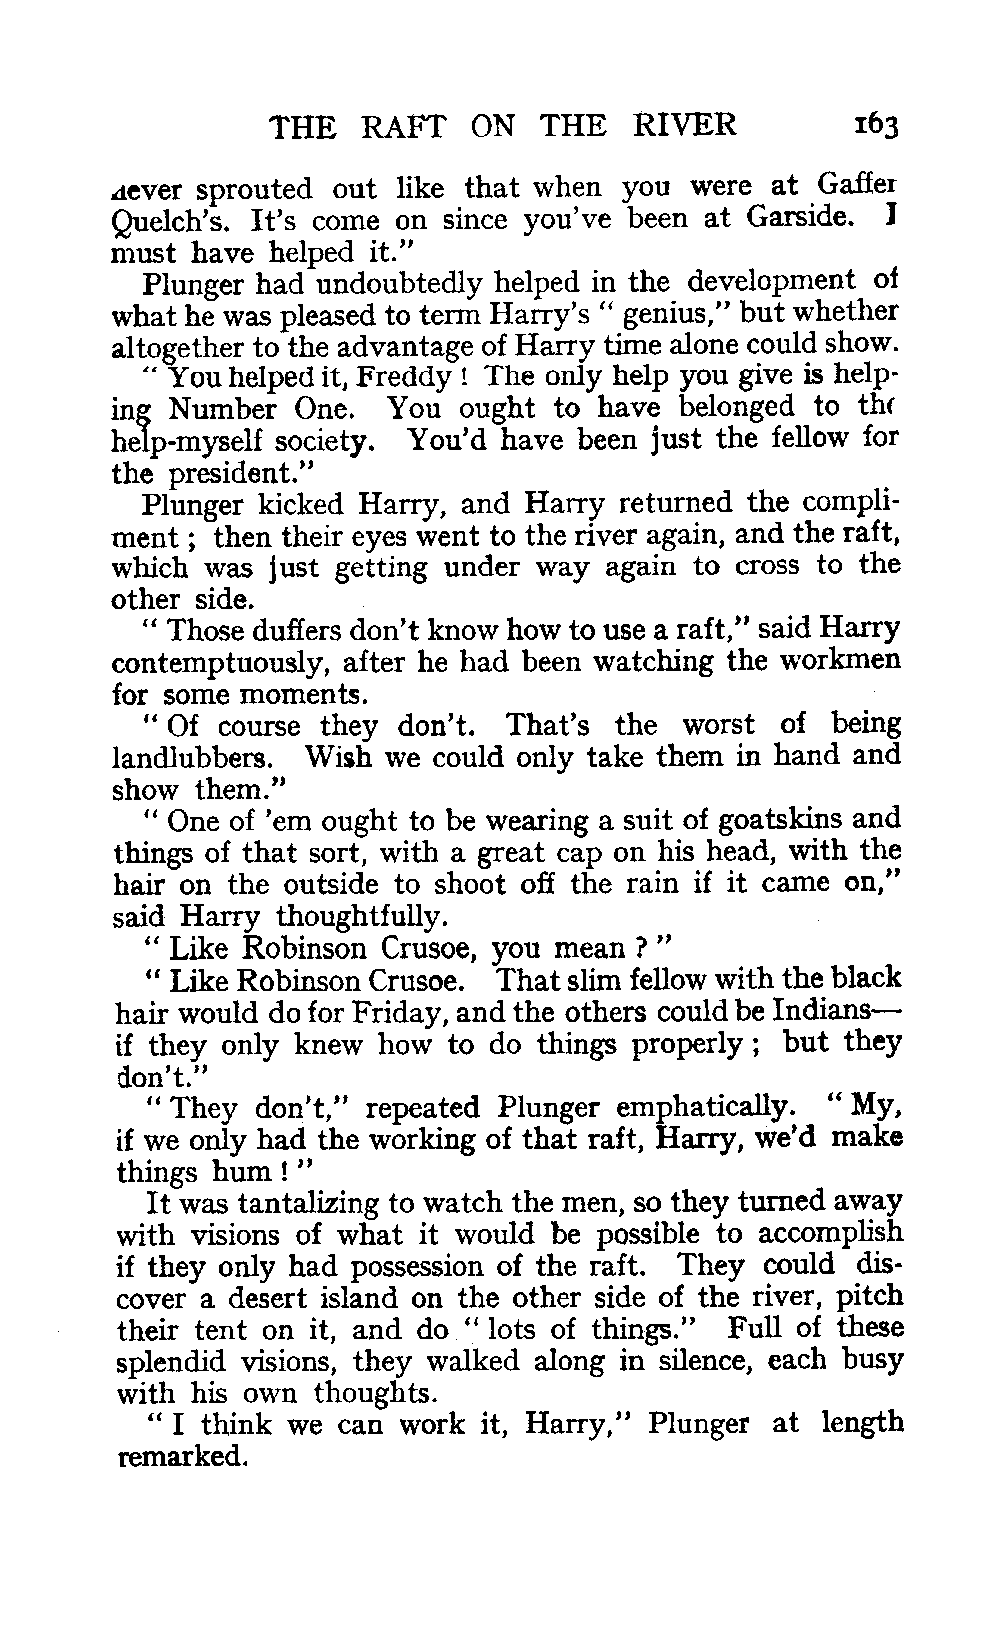 THE RAFT ON THE RIVER 163
never sprouted out like that when you were at Gaffer
Quelch's. It's come on since you've been at Garside. I
must have helped it."
Plunger had undoubtedly helped in the development of
what he was pleased to term Harry's " genius," but whether
altogether to the advantage of Harry time alone could show.
" You helped it, Freddy ! The only help you give is help-
ing Number One. You ought to have belonged to the
help-myself society. You'd have been just the fellow for
the president."
Plunger kicked Harry, and Harry returned the compli-
ment ; then their eyes went to the river again, and the raft,
which was just getting under way again to cross to the
other side.
" Those duffers don't know how to use a raft," said Harry
contemptuously, after he had been watching the workmen
for some moments.
" Of course they don't. That's the worst of being
landlubbers. Wish we could only take them in hand and
show them."
" One of 'em ought to be wearing a suit of goatskins and
things of that sort, with a great cap on his head, with the
hair on the outside to shoot off the rain if it came on,"
said Harry thoughtfully.
" Like Robinson Crusoe, you mean ? "
" Like Robinson Crusoe. That slim fellow with the black
hair would do for Friday, and the others could be Indians—
if they only knew how to do things properly ; but they
don't."
" They don't," repeated Plunger emphatically. " My,
if we only had the working of that raft, Harry, we'd make
things hum ! "
It was tantalizing to watch the men, so they turned away
with visions of what it would be possible to accomplish
if they only had possession of the raft. They could dis-
cover a desert island on the other side of the river, pitch
their tent on it, and do " lots of things." Full of these
splendid visions, they walked along in silence, each busy
with his own thoughts.
" I think we can work it, Harry," Plunger at length
remarked.